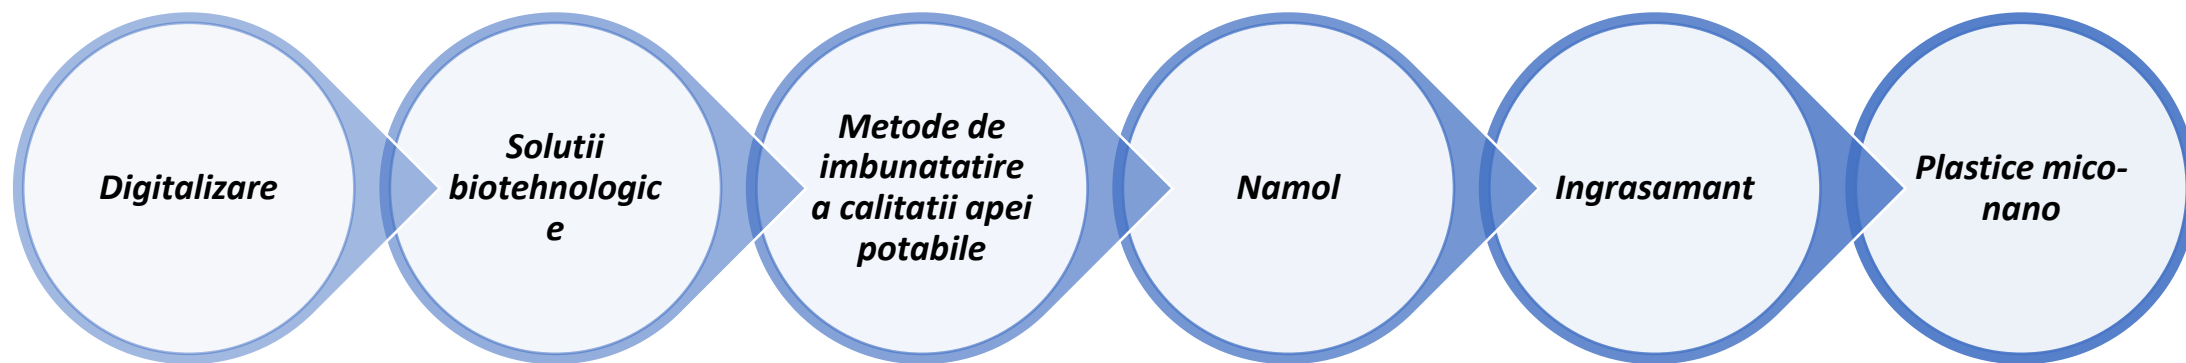 Digitalizare
Solutii
biotehnologic
e
Metode de
imbunatatire
a calitatii apei
potabile
Namol
Ingrasamant
Plastice mico-
nano